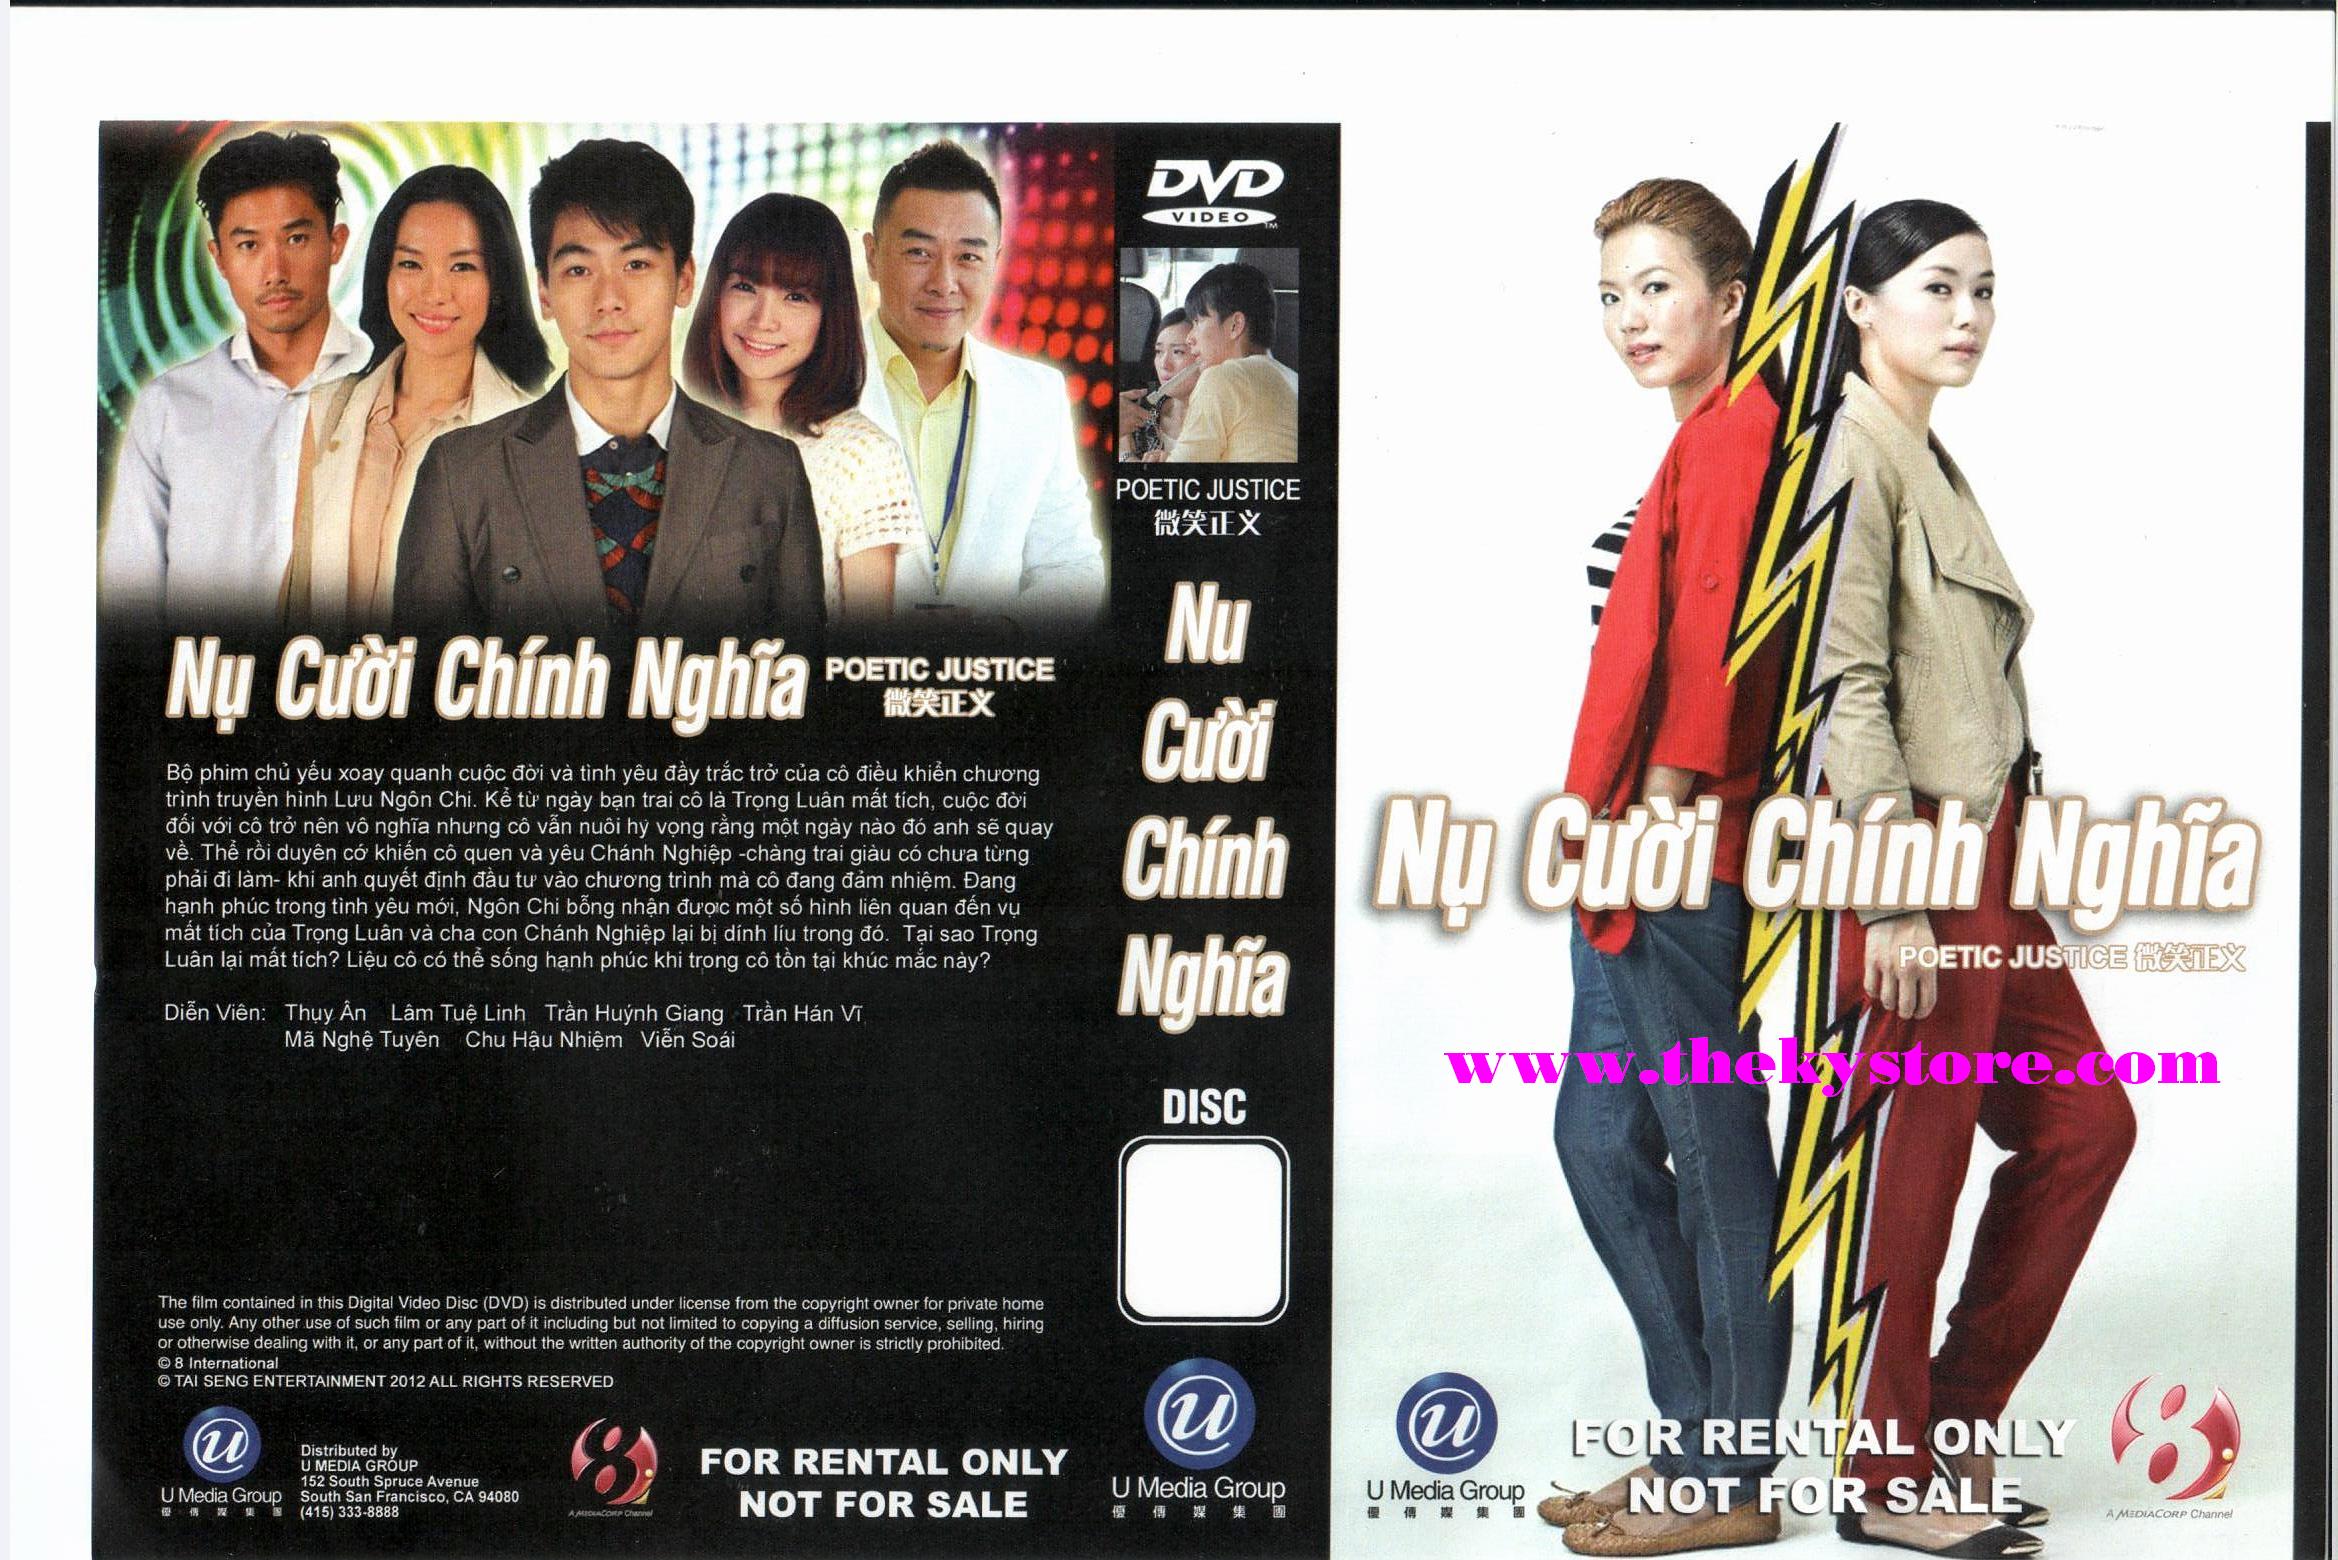 Nụ Cười Chính Nghĩa
POETIC JUSTICE
微笑正义
Bộ phim chủ yếu xoay quanh cuộc đời và tình yêu đầy trắc trở của cô điều khiển chương
trình truyền hình Lưu Ngôn Chi. Kể từ ngày bạn trai cô là Trọng Luân mất tích, cuộc đời
đối với cô trở nên vô nghĩa nhưng cô vẫn nuôi hy vọng rằng một ngày nào đó anh sẽ quay
về. Thể rồi duyên cớ khiến cô quen và yêu Chánh Nghiệp -chàng trai giàu có chưa từng
phải đi làm- khi anh quyết định đầu tư vào chương trình mà cô đang đảm nhiệm. Đang
hạnh phúc trong tình yêu mới, Ngôn Chi bỗng nhận được một số hình liên quan đến vụ
mất tích của Trọng Luân và cha con Chánh Nghiệp lại bị dính líu trong đó.  Tại sao Trọng
Luân lại mất tích? Liệu cô có thể sống hạnh phúc khi trong cô tồn tại khúc mắc này?
Diễn Viên: Thụy Ân Lâm Tuệ Linh Trần Huýnh Giang Trần Hán Vĩ
Mã Nghệ Tuyên Chu Hậu Nhiệm Viễn Soái
The film contained in this Digital Video Disc (DVD) is distributed under license from the copyright owner for private home
use only. Any other use of such film or any part of it including but not limited to copying a diffusion service, selling, hiring
or otherwise dealing with it, or any part of it, without the written authority of the copyright owner is strictly prohibited.
© 8 International
© TAI SENG ENTERTAINMENT 2012 ALL RIGHTS RESERVED
U Media Group
優傳媒集團
Distributed by
U MEDIA GROUP
152 South Spruce Avenue
South San Francisco, CA 94080
(415) 333-8888
8
A MEDIACORP Channel
FOR RENTAL ONLY
NOT FOR SALE
DVD
VIDEO™
POETIC JUSTICE
微笑正义
Nu
Cười
Chính
Nghĩa
DISC
U Media Group
優傳媒集團
Nụ Cười Chính Nghĩa
POETIC JUSTICE 微笑正义
www.thekystore.com
U Media Group
優傳媒集團
FOR RENTAL ONLY
NOT FOR SALE
8
A MEDIACORP Channel